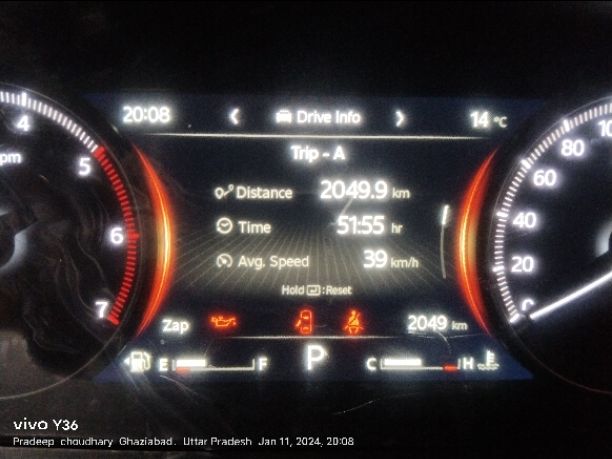 20:08 < Drive Info > 14 °C
Trip - A
Distance 2049.9 km
Time 51:55 hr
Avg. Speed 39 km/h
Hold : Reset
Zap 2049 km
E F P C H
4
5
6
7
pm
100
80
60
40
20
0
vivo Y36
Pradeep choudhary Ghaziabad, Uttar Pradesh Jan 11, 2024, 20:08